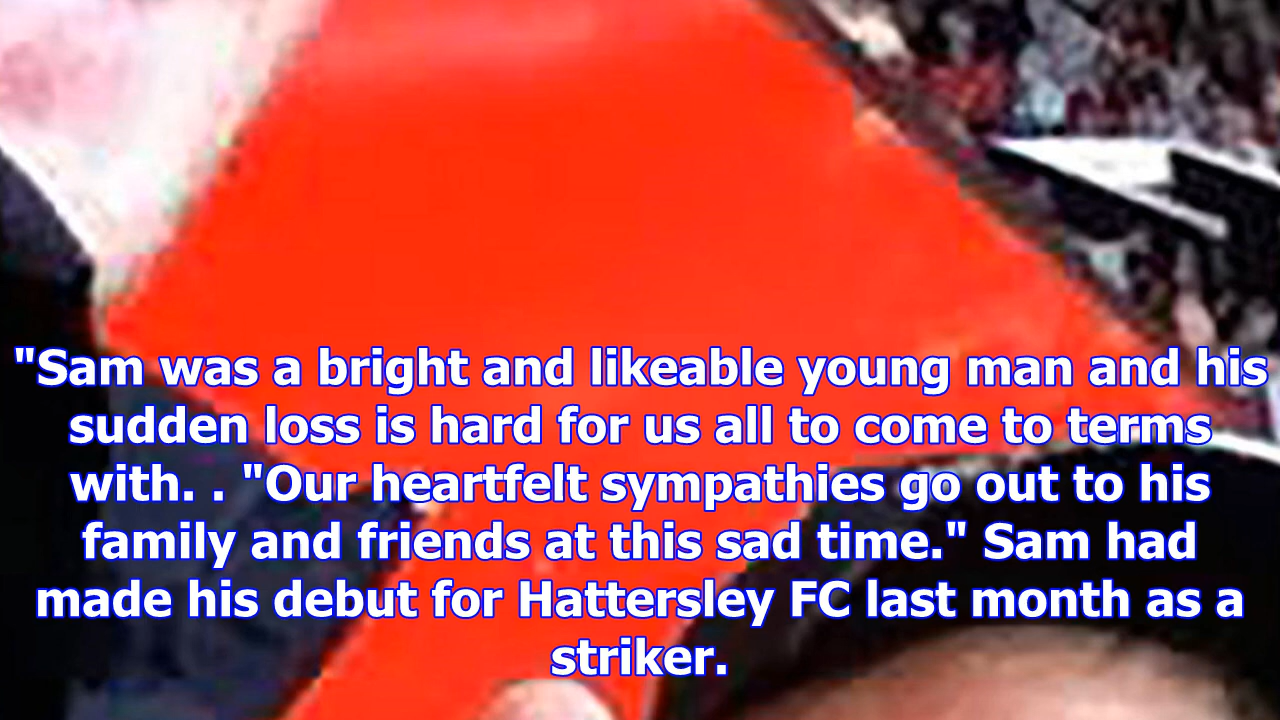 "Sam was a bright and likeable young man and his
sudden loss is hard for us all to come to terms
with. . "Our heartfelt sympathies go out to his
family and friends at this sad time." Sam had
made his debut for Hattersley FC last month as a
striker.